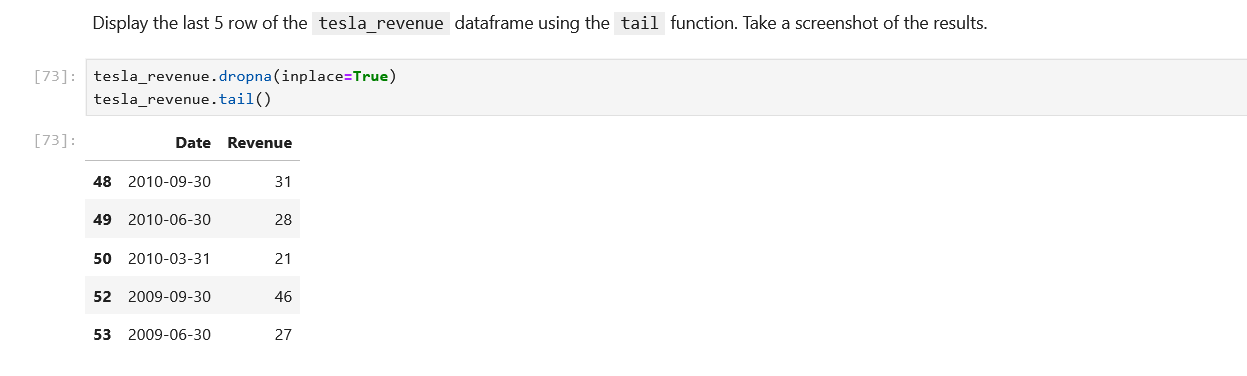 Display the last 5 row of the tesla_revenue dataframe using the tail function. Take a screenshot of the results.
[73]: tesla_revenue.dropna(inplace=True)
tesla_revenue.tail()
[73]: Date Revenue
48 2010-09-30 31
49 2010-06-30 28
50 2010-03-31 21
52 2009-09-30 46
53 2009-06-30 27